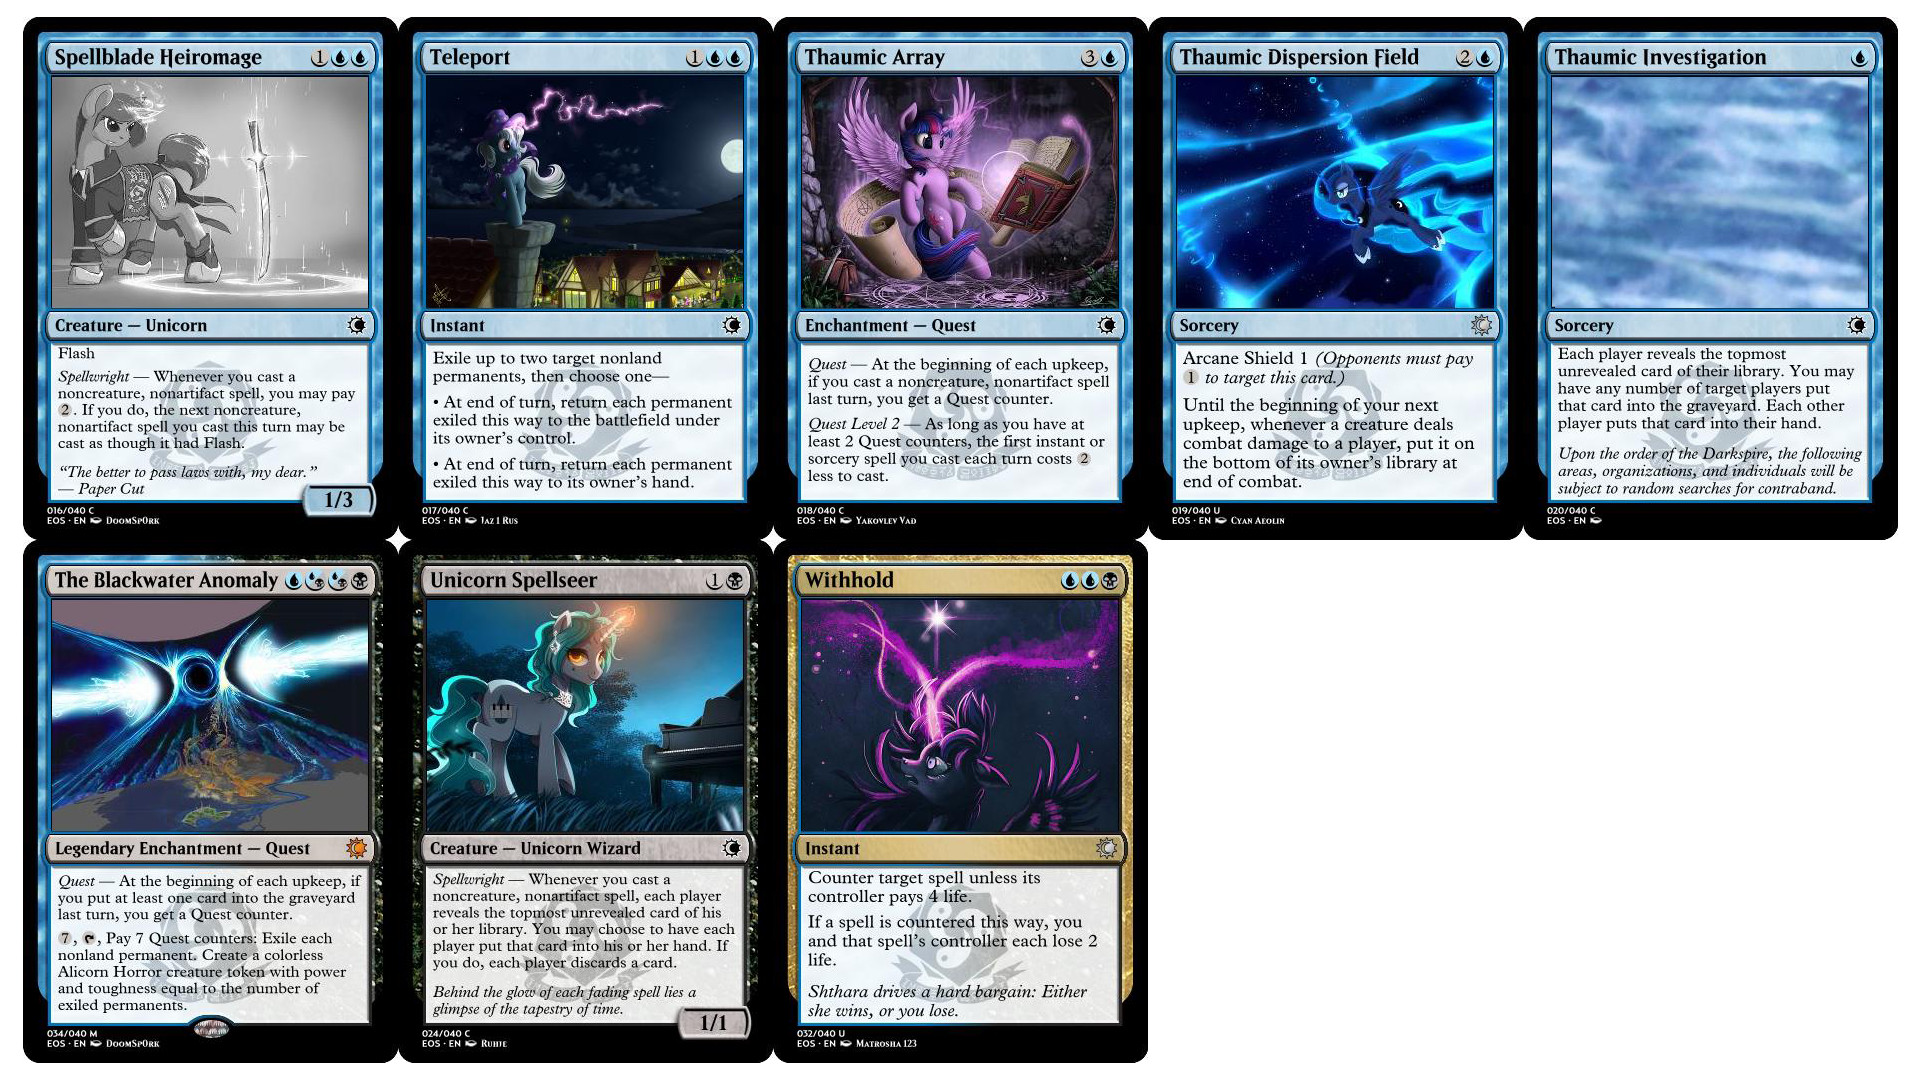 Spellblade Heiromage 1
Creature — Unicorn
Flash
Spellwright — Whenever you cast a
noncreature, nonartifact spell, you may pay
2. If you do, the next noncreature,
nonartifact spell you cast this turn may be
cast as though it had Flash.
“The better to pass laws with, my dear.”
— Paper Cut
1/3
016/040 C
EOS · EN DoomSp0rk
Teleport 1
Instant
Exile up to two target nonland
permanents, then choose one—
• At end of turn, return each permanent
exiled this way to the battlefield under
its owner’s control.
• At end of turn, return each permanent
exiled this way to its owner’s hand.
017/040 C
EOS · EN Jaz I Rus
Thaumic Array 3
Enchantment — Quest
Quest — At the beginning of each upkeep,
if you cast a noncreature, nonartifact spell
last turn, you get a Quest counter.
Quest Level 2 — As long as you have at
least 2 Quest counters, the first instant or
sorcery spell you cast each turn costs 2
less to cast.
018/040 C
EOS · EN Yakovlev Vad
Thaumic Dispersion Field 2
Sorcery
Arcane Shield 1 (Opponents must pay
1 to target this card.)
Until the beginning of your next
upkeep, whenever a creature deals
combat damage to a player, put it on
the bottom of its owner’s library at
end of combat.
019/040 U
EOS · EN Cyan Aeolin
Thaumic Investigation
Sorcery
Each player reveals the topmost
unrevealed card of their library. You may
have any number of target players put
that card into the graveyard. Each other
player puts that card into their hand.
Upon the order of the Darkspire, the following
areas, organizations, and individuals will be
subject to random searches for contraband.
020/040 C
EOS · EN
The Blackwater Anomaly
Legendary Enchantment — Quest
Quest — At the beginning of each upkeep, if
you put at least one card into the graveyard
last turn, you get a Quest counter.
7, , Pay 7 Quest counters: Exile each
nonland permanent. Create a colorless
Alicorn Horror creature token with power
and toughness equal to the number of
exiled permanents.
034/040 M
EOS · EN DoomSp0rk
Unicorn Spellseer 1
Creature — Unicorn Wizard
Spellwright — Whenever you cast a
noncreature, nonartifact spell, each player
reveals the topmost unrevealed card of his
or her library. You may choose to have each
player put that card into his or her hand. If
you do, each player discards a card.
Behind the glow of each fading spell lies a
glimpse of the tapestry of time.
1/1
024/040 C
EOS · EN Ruhje
Withhold
Instant
Counter target spell unless its
controller pays 4 life.
If a spell is countered this way, you
and that spell’s controller each lose 2
life.
Shthara drives a hard bargain: Either
she wins, or you lose.
032/040 U
EOS · EN Matrosha 123